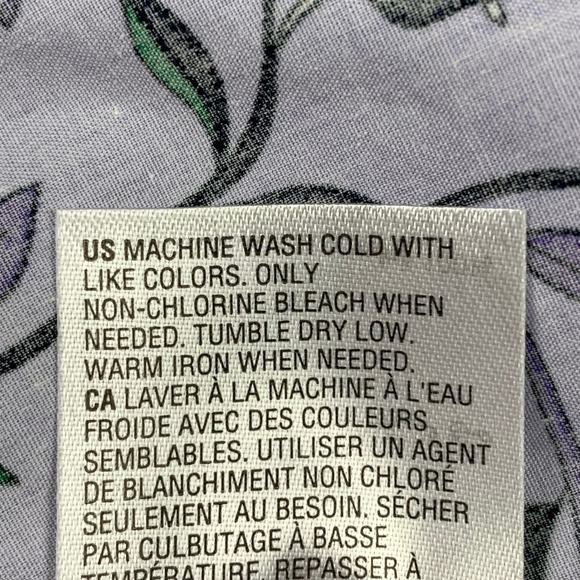 US MACHINE WASH COLD WITH
LIKE COLORS. ONLY
NON-CHLORINE BLEACH WHEN
NEEDED. TUMBLE DRY LOW.
WARM IRON WHEN NEEDED.
CA LAVER À LA MACHINE À L'EAU
FROIDE AVEC DES COULEURS
SEMBLABLES. UTILISER UN AGENT
DE BLANCHIMENT NON CHLORÉ
SEULEMENT AU BESOIN. SÉCHER
PAR CULBUTAGE À BASSE
TEMPÉRATURE. REPASSER À